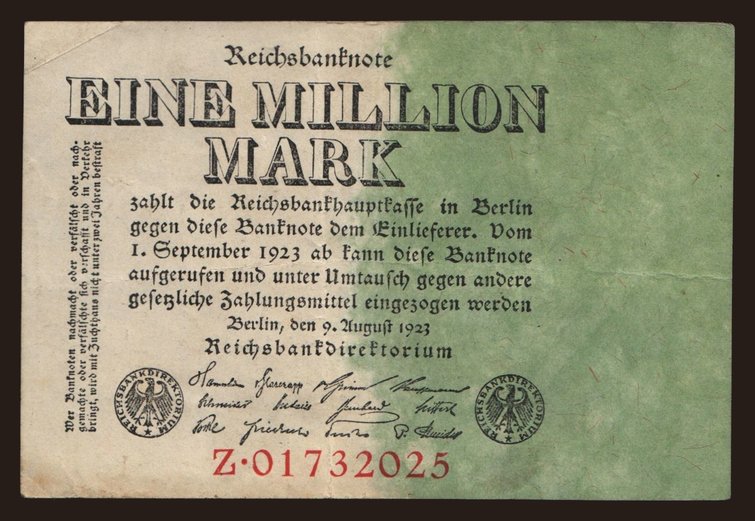 Reichsbanknote
EINE MILLION
MARK
zahlt die Reichsbankhauptkasse in Berlin
gegen diese Banknote dem Einlieferer. Vom
1. September 1923 ab kann diese Banknote
aufgerufen und unter Umtausch gegen andere
gesetzliche Zahlungsmittel eingezogen werden
Berlin, den 9. August 1923
Reichsbankdirektorium
Wer Banknoten nachmacht oder verfälscht oder nach-
gemachte oder verfälschte sich verschafft und in Verkehr
bringt, wird mit Zuchthaus nicht unter zwei Jahren bestraft
REICHSBANKDIREKTORIUM
REICHSBANKDIREKTORIUM
Z·01732025